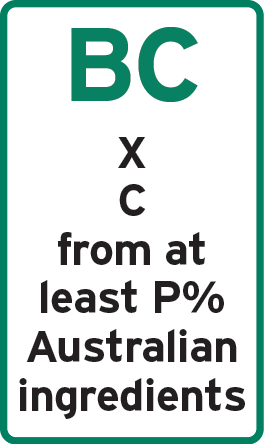 BC
X
C
from at
least P%
Australian
ingredients